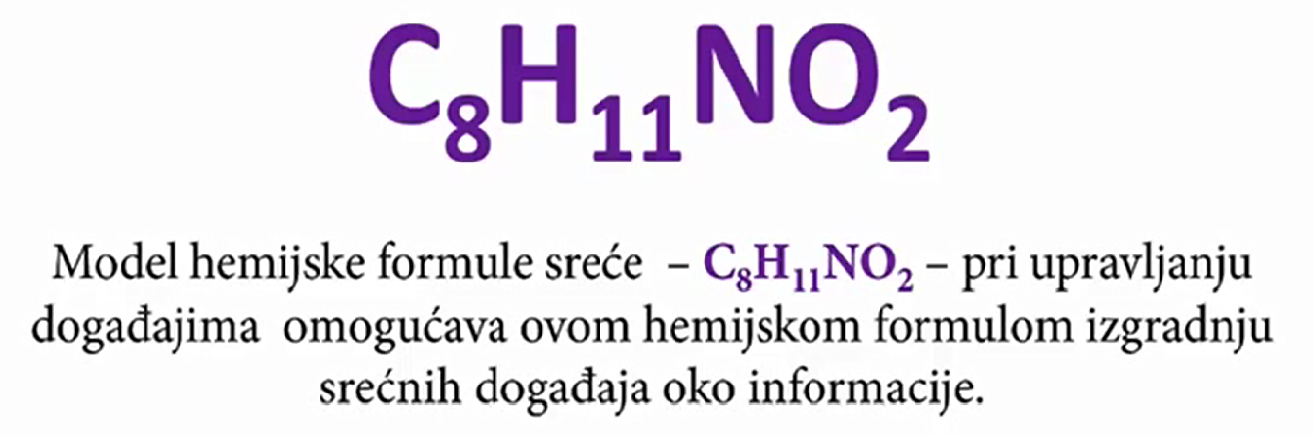 C₈H₁₁NO₂
Model hemijske formule sreće – C₈H₁₁NO₂ – pri upravljanju
događajima omogućava ovom hemijskom formulom izgradnju
srećnih događaja oko informacije.